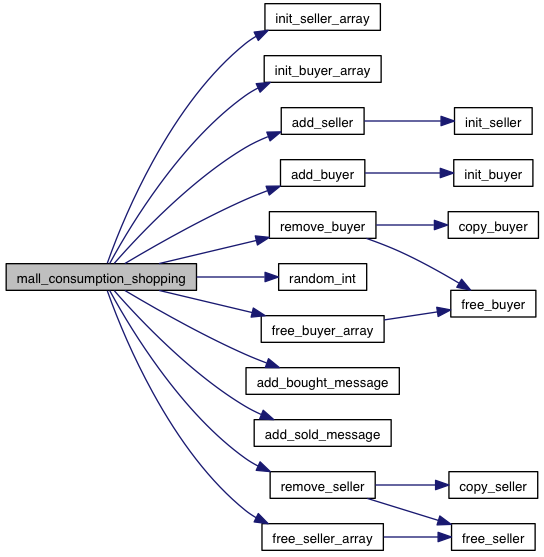 init_seller_array
init_buyer_array
add_seller
init_seller
add_buyer
init_buyer
remove_buyer
copy_buyer
mall_consumption_shopping
random_int
free_buyer
free_buyer_array
add_bought_message
add_sold_message
remove_seller
copy_seller
free_seller_array
free_seller